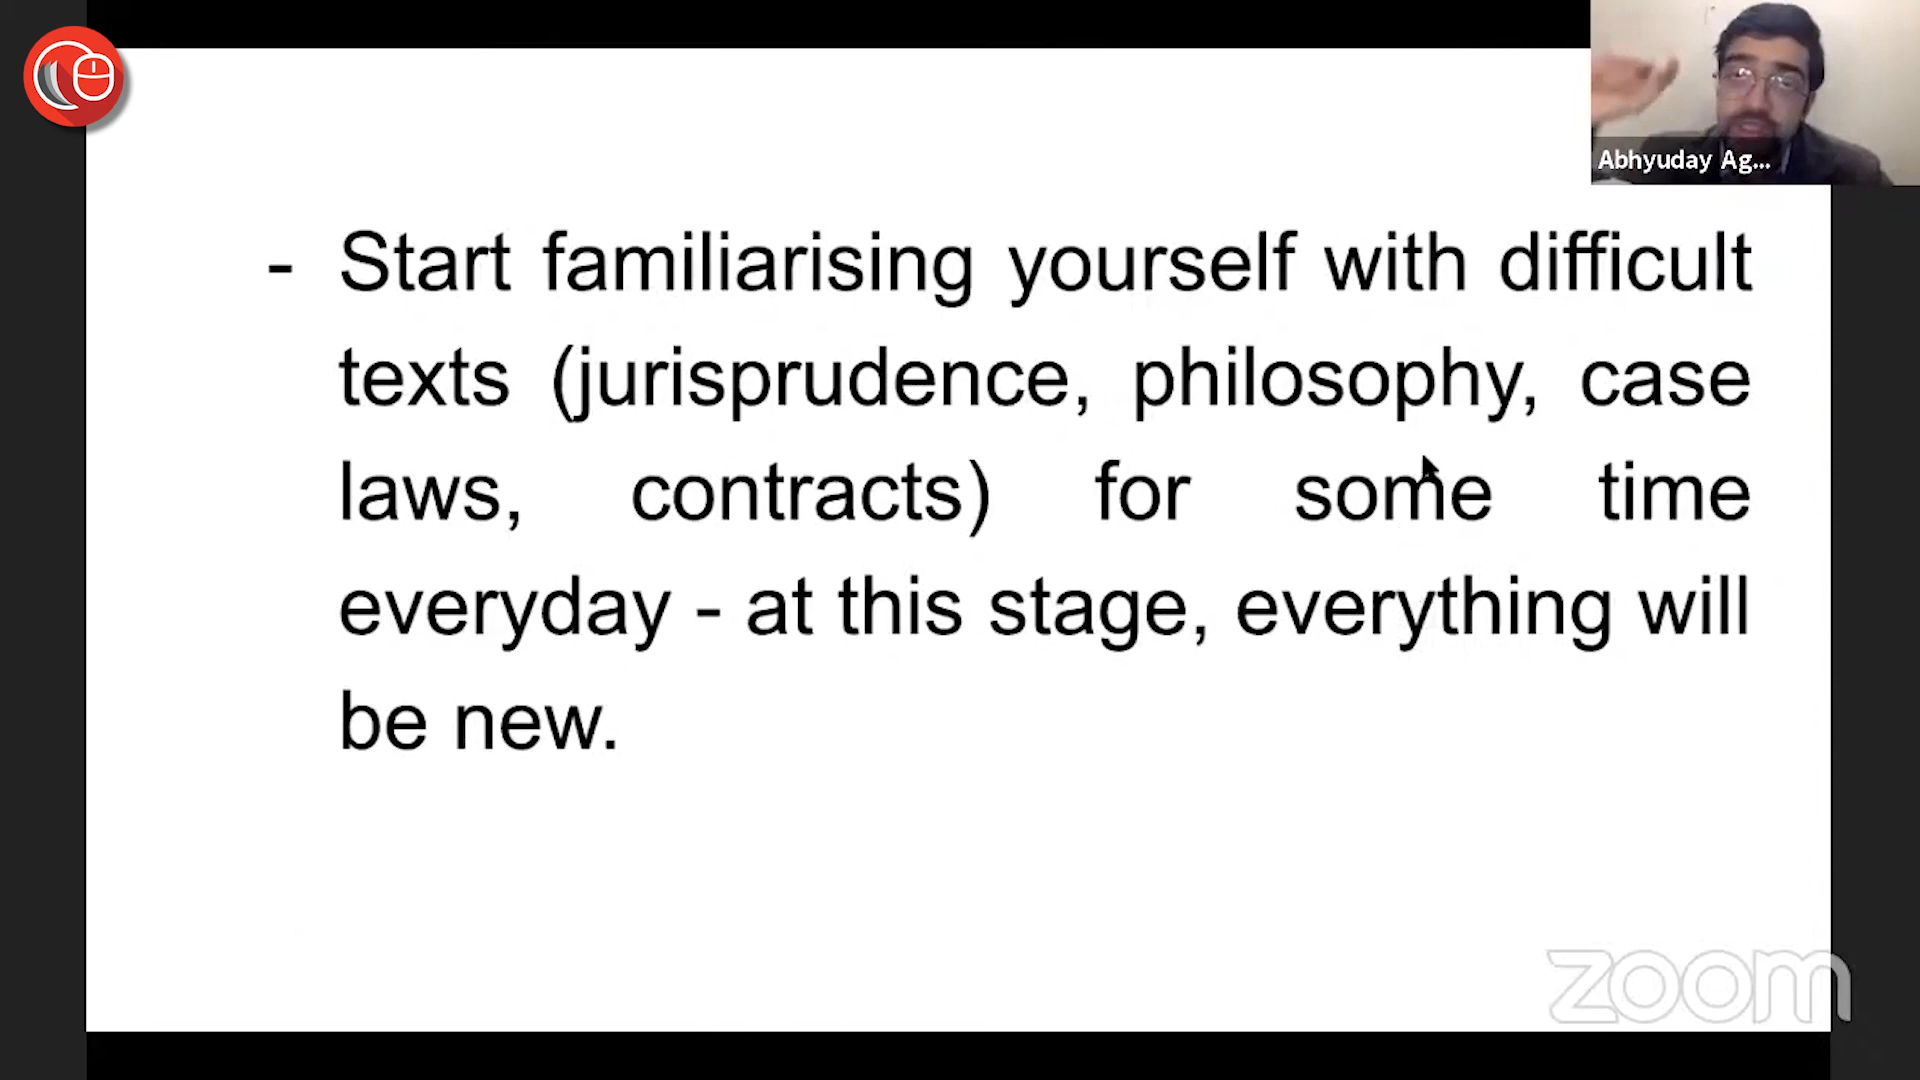 Abhyuday Ag...
- Start familiarising yourself with difficult
texts (jurisprudence, philosophy, case
laws, contracts) for some time
everyday - at this stage, everything will
be new.
zoom